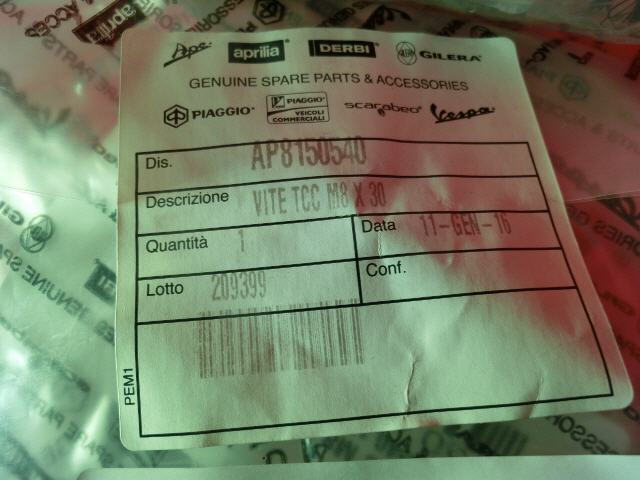 Ape aprilia DERBI GILERA
GENUINE SPARE PARTS & ACCESSORIES
PIAGGIO PIAGGIO VEICOLI COMMERCIALI scarabeo Vespa
Dis. AP8150540
Descrizione VITE TCC M8 X 30
Quantità 1 Data 11-GEN-16
Lotto 209399 Conf.
PEM1